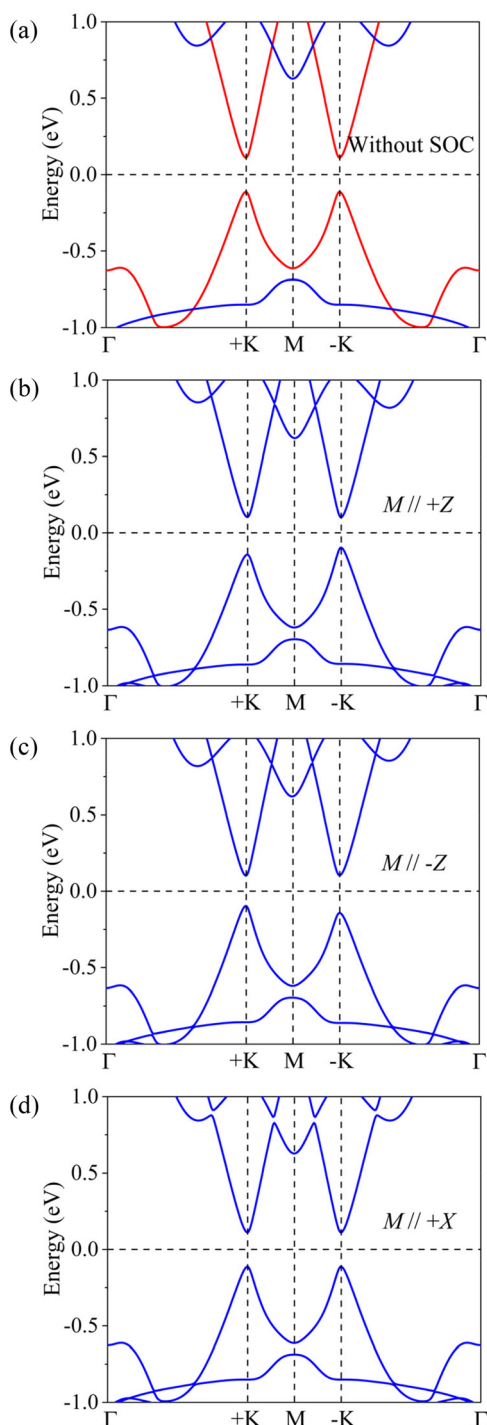 (a)
1.0
0.5
Without SOC
0.0
-0.5
-1.0
Energy (eV)
Γ +K M -K Γ
(b)
1.0
0.5
M // +Z
0.0
-0.5
-1.0
Energy (eV)
Γ +K M -K Γ
(c)
1.0
0.5
M // -Z
0.0
-0.5
-1.0
Energy (eV)
Γ +K M -K Γ
(d)
1.0
0.5
M // +X
0.0
-0.5
-1.0
Energy (eV)
Γ +K M -K Γ